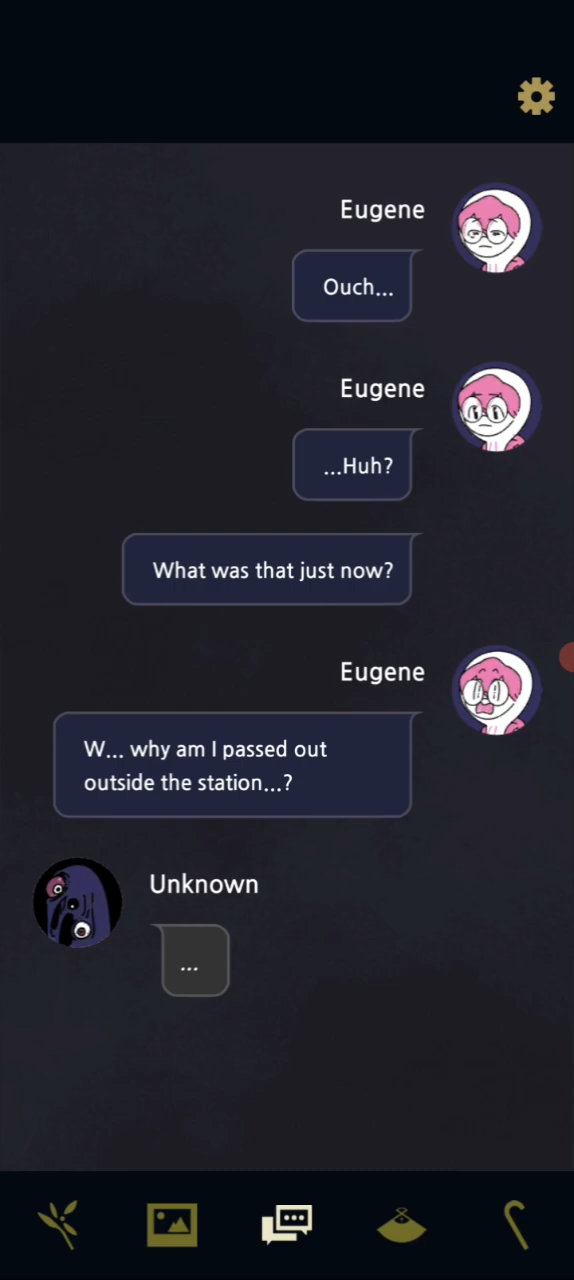 Eugene
Ouch...
Eugene
...Huh?
What was that just now?
Eugene
W... why am I passed out
outside the station...?
Unknown
...